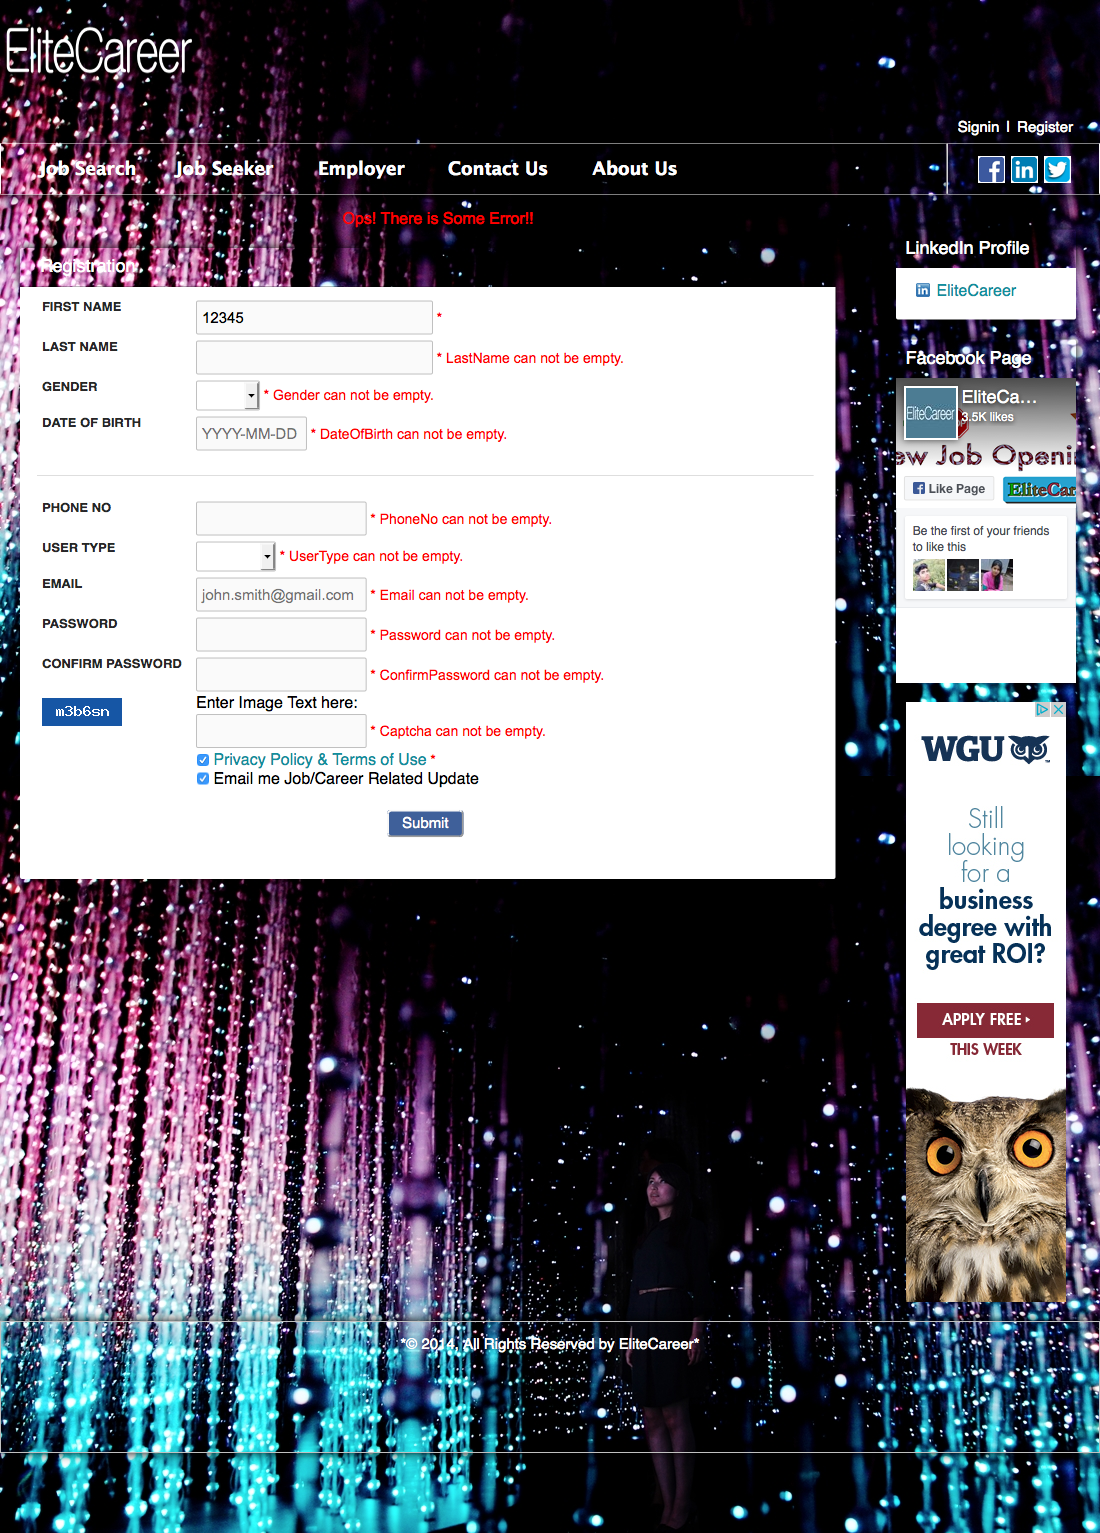 EliteCareer
Signin | Register
Job Search Job Seeker Employer Contact Us About Us
Ops! There is Some Error!!
Registration
FIRST NAME 12345 *
LAST NAME * LastName can not be empty.
GENDER * Gender can not be empty.
DATE OF BIRTH YYYY-MM-DD * DateOfBirth can not be empty.
PHONE NO * PhoneNo can not be empty.
USER TYPE * UserType can not be empty.
EMAIL john.smith@gmail.com * Email can not be empty.
PASSWORD * Password can not be empty.
CONFIRM PASSWORD * ConfirmPassword can not be empty.
Enter Image Text here:
m3b6sn
* Captcha can not be empty.
Privacy Policy & Terms of Use *
Email me Job/Career Related Update
Submit
LinkedIn Profile
EliteCareer
Facebook Page
EliteCa...
EliteCareer
3.5K likes
ew Job Openi
Like Page
EliteCar
Be the first of your friends
to like this
WGU
Still
looking
for a
business
degree with
great ROI?
APPLY FREE
THIS WEEK
*© 2014, All Rights Reserved by EliteCareer*